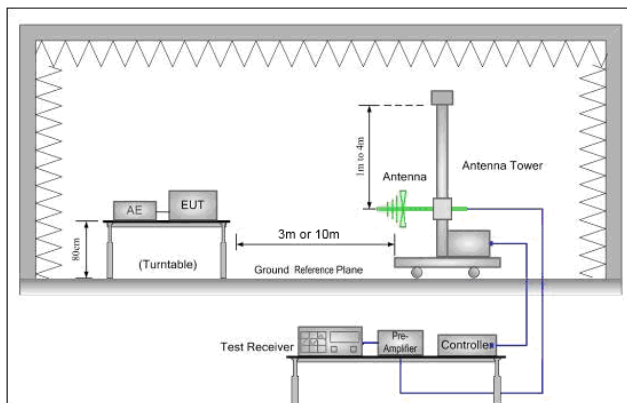 1m to 4m
Antenna
Antenna Tower
AE
EUT
3m or 10m
80cm
(Turntable)
Ground Reference Plane
Test Receiver
Pre-
Amplifier
Controller